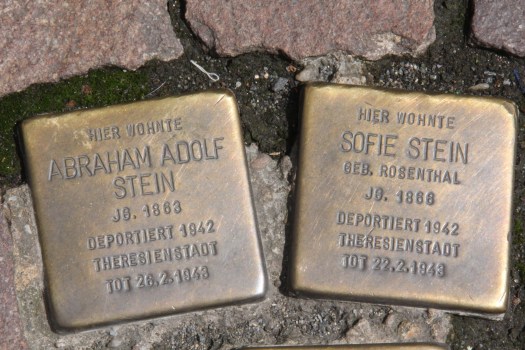 HIER WOHNTE
ABRAHAM ADOLF
STEIN
JG. 1863
DEPORTIERT 1942
THERESIENSTADT
TOT 26.2.1943
HIER WOHNTE
SOFIE STEIN
GEB. ROSENTHAL
JG. 1868
DEPORTIERT 1942
THERESIENSTADT
TOT 22.2.1943